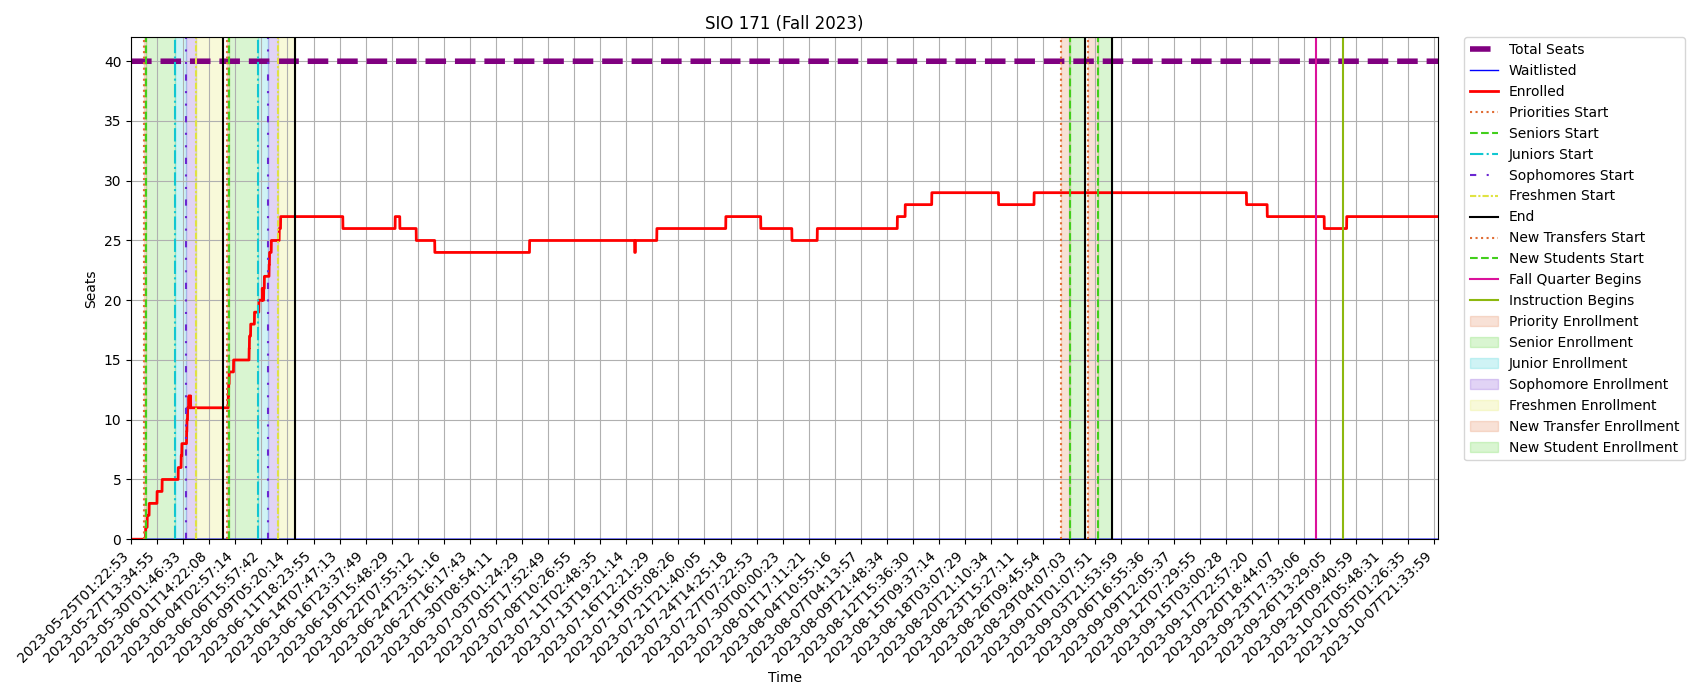 SIO 171 (Fall 2023)
40
35
30
25
20
15
10
5
0
Seats
2023-05-25T01:22:53
2023-05-27T13:34:55
2023-05-30T01:46:33
2023-06-01T14:22:08
2023-06-04T02:57:14
2023-06-06T15:57:42
2023-06-09T05:20:14
2023-06-11T18:23:55
2023-06-14T07:47:13
2023-06-16T23:37:49
2023-06-19T15:48:29
2023-06-22T07:55:12
2023-06-24T23:51:16
2023-06-27T16:17:43
2023-06-30T08:54:11
2023-07-03T01:24:29
2023-07-05T17:52:49
2023-07-08T10:26:55
2023-07-11T02:48:35
2023-07-13T19:21:14
2023-07-16T12:21:29
2023-07-19T05:08:26
2023-07-21T21:40:05
2023-07-24T14:25:18
2023-07-27T07:22:53
2023-07-30T00:00:23
2023-08-01T17:11:21
2023-08-04T10:55:16
2023-08-07T04:13:57
2023-08-09T21:48:34
2023-08-12T15:36:30
2023-08-15T09:37:14
2023-08-18T03:07:29
2023-08-20T21:10:34
2023-08-23T15:27:11
2023-08-26T09:45:54
2023-08-29T04:07:03
2023-09-01T01:07:51
2023-09-03T21:53:59
2023-09-06T16:55:36
2023-09-09T12:05:37
2023-09-12T07:29:55
2023-09-15T03:00:28
2023-09-17T22:57:20
2023-09-20T18:44:07
2023-09-23T17:33:06
2023-09-26T13:29:05
2023-09-29T09:40:59
2023-10-02T05:48:31
2023-10-05T01:26:35
2023-10-07T21:33:59
Time
Total Seats
Waitlisted
Enrolled
Priorities Start
Seniors Start
Juniors Start
Sophomores Start
Freshmen Start
End
New Transfers Start
New Students Start
Fall Quarter Begins
Instruction Begins
Priority Enrollment
Senior Enrollment
Junior Enrollment
Sophomore Enrollment
Freshmen Enrollment
New Transfer Enrollment
New Student Enrollment